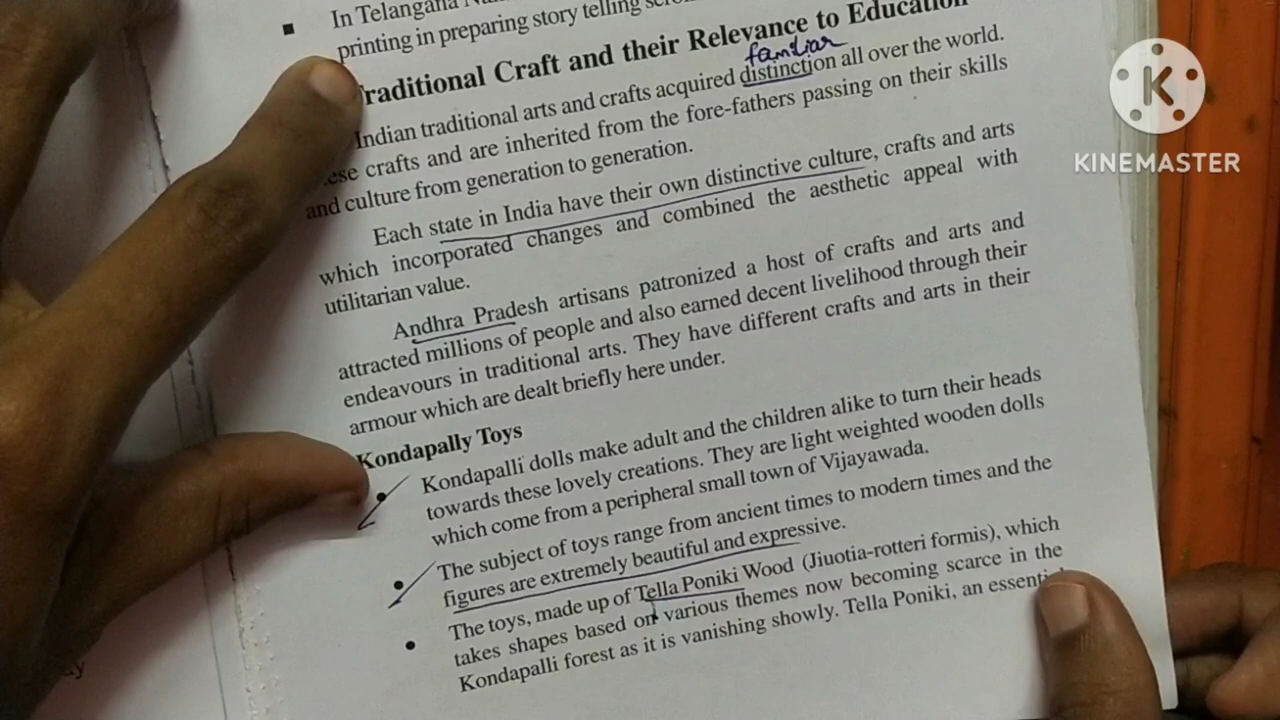 In Telangana
printing in preparing story telling
Traditional Craft and their Relevance to Education
familiar
Indian traditional arts and crafts acquired distinction all over the world.
crafts and are inherited from the fore-fathers passing on their skills
and culture from generation to generation.
Each state in India have their own distinctive culture, crafts and arts
which incorporated changes and combined the aesthetic appeal with
utilitarian value.
Andhra Pradesh artisans patronized a host of crafts and arts and
attracted millions of people and also earned decent livelihood through their
endeavours in traditional arts. They have different crafts and arts in their
armour which are dealt briefly here under.
Kondapally Toys
• Kondapalli dolls make adult and the children alike to turn their heads
towards these lovely creations. They are light weighted wooden dolls
which come from a peripheral small town of Vijayawada.
• The subject of toys range from ancient times to modern times and the
figures are extremely beautiful and expressive.
• The toys, made up of Tella Poniki Wood (Jiuotia-rotteri formis), which
takes shapes based on various themes now becoming scarce in the
Kondapalli forest as it is vanishing showly. Tella Poniki, an essential
K
KINEMASTER